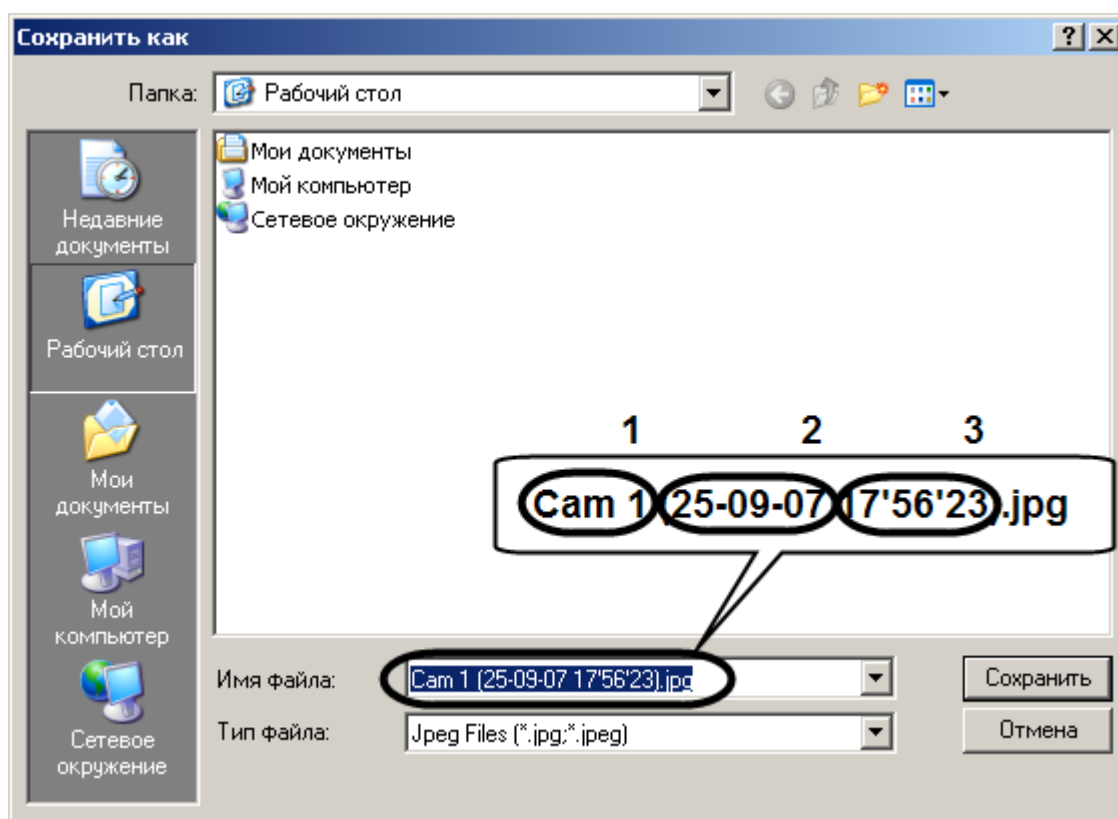 Сохранить как
Папка: Рабочий стол
Недавние
документы
Рабочий стол
Мои
документы
Мой
компьютер
Сетевое
окружение
Мои документы
Мой компьютер
Сетевое окружение
1 2 3
Cam 1 (25-09-07 17'56'23).jpg
Имя файла: Cam 1 (25-09-07 17'56'23).jpg Сохранить
Тип файла: Jpeg Files (*.jpg;*.jpeg) Отмена